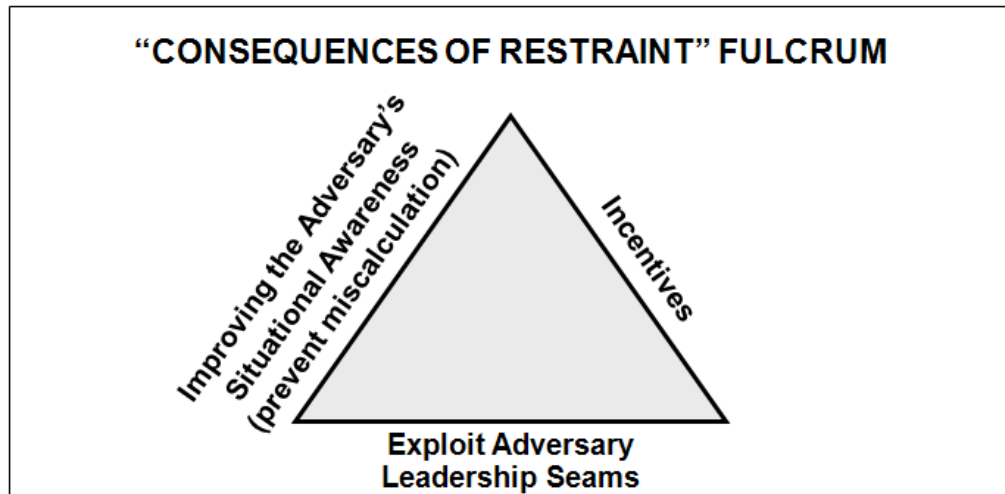 “CONSEQUENCES OF RESTRAINT” FULCRUM
Improving the Adversary’s
Situational Awareness
(prevent miscalculation)
Incentives
Exploit Adversary
Leadership Seams